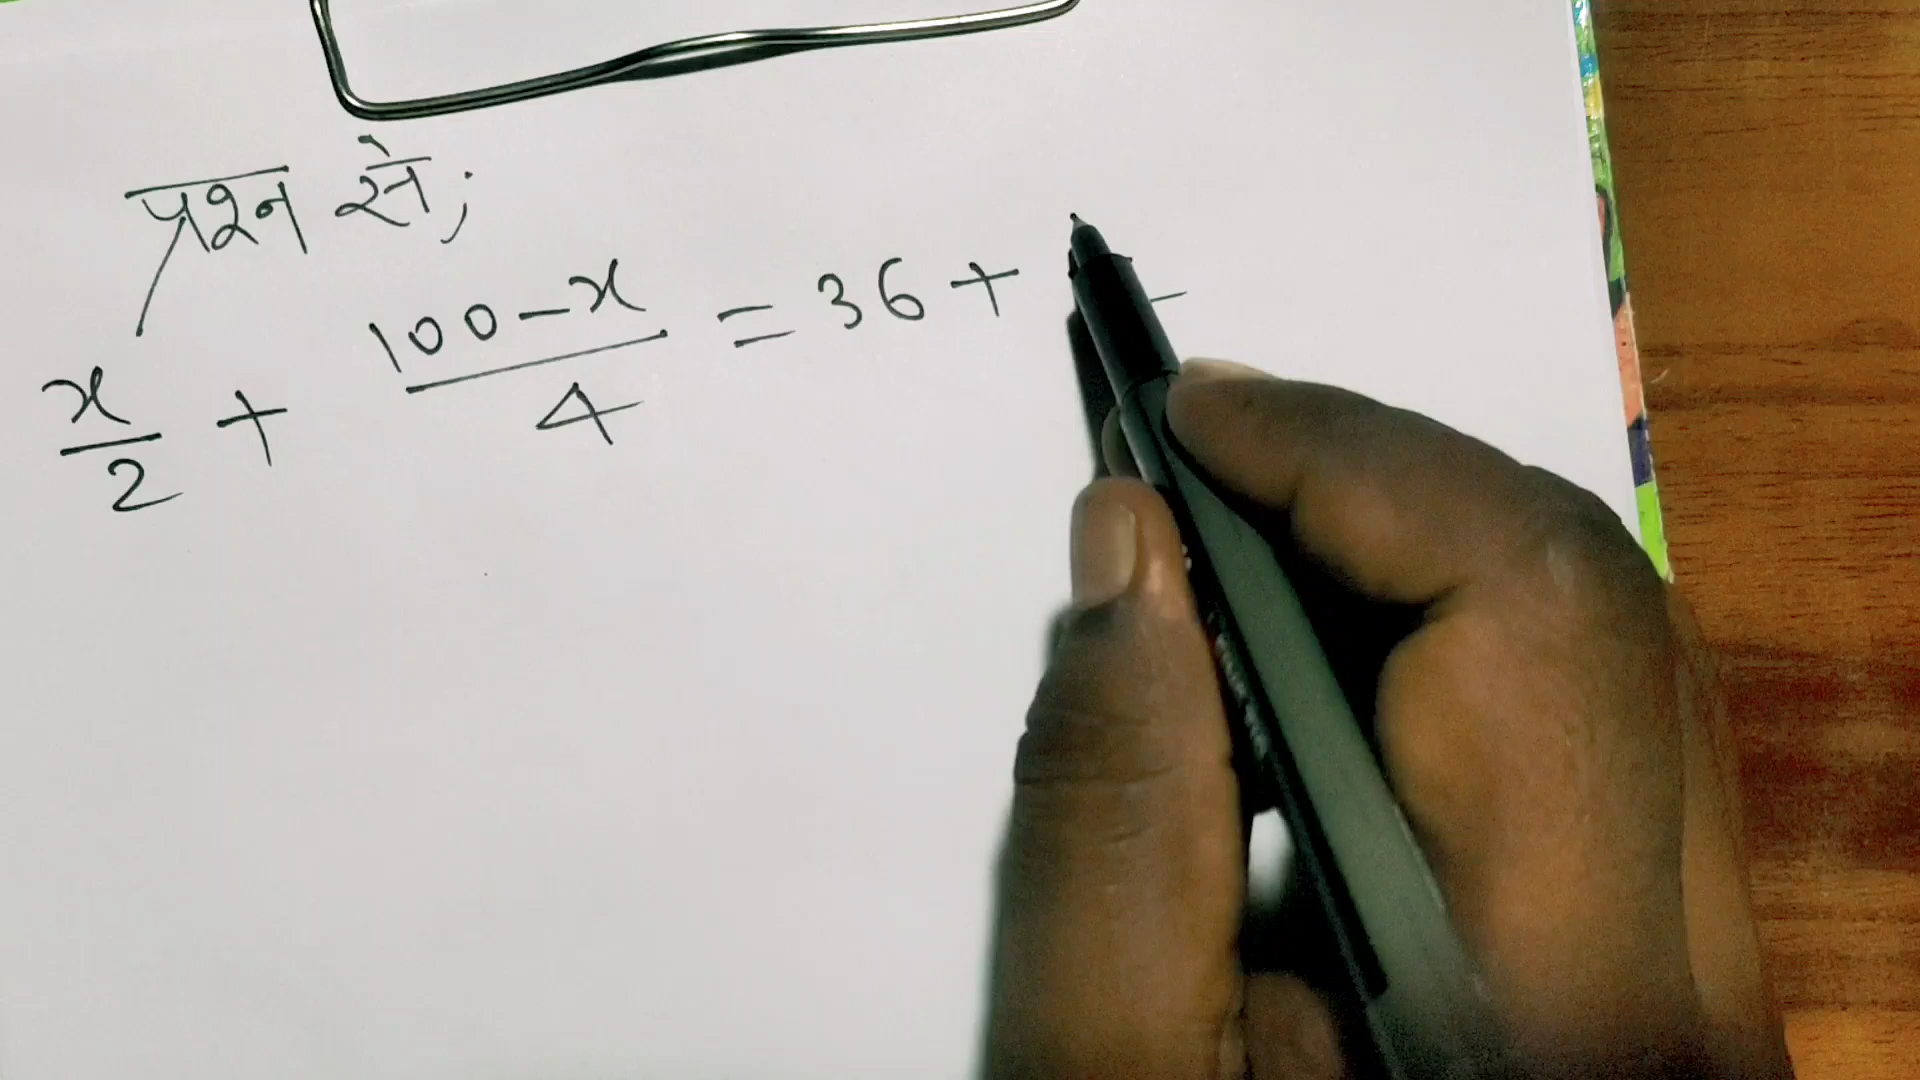 प्रश्न से;
x/2 + (100-x)/4 = 36 +